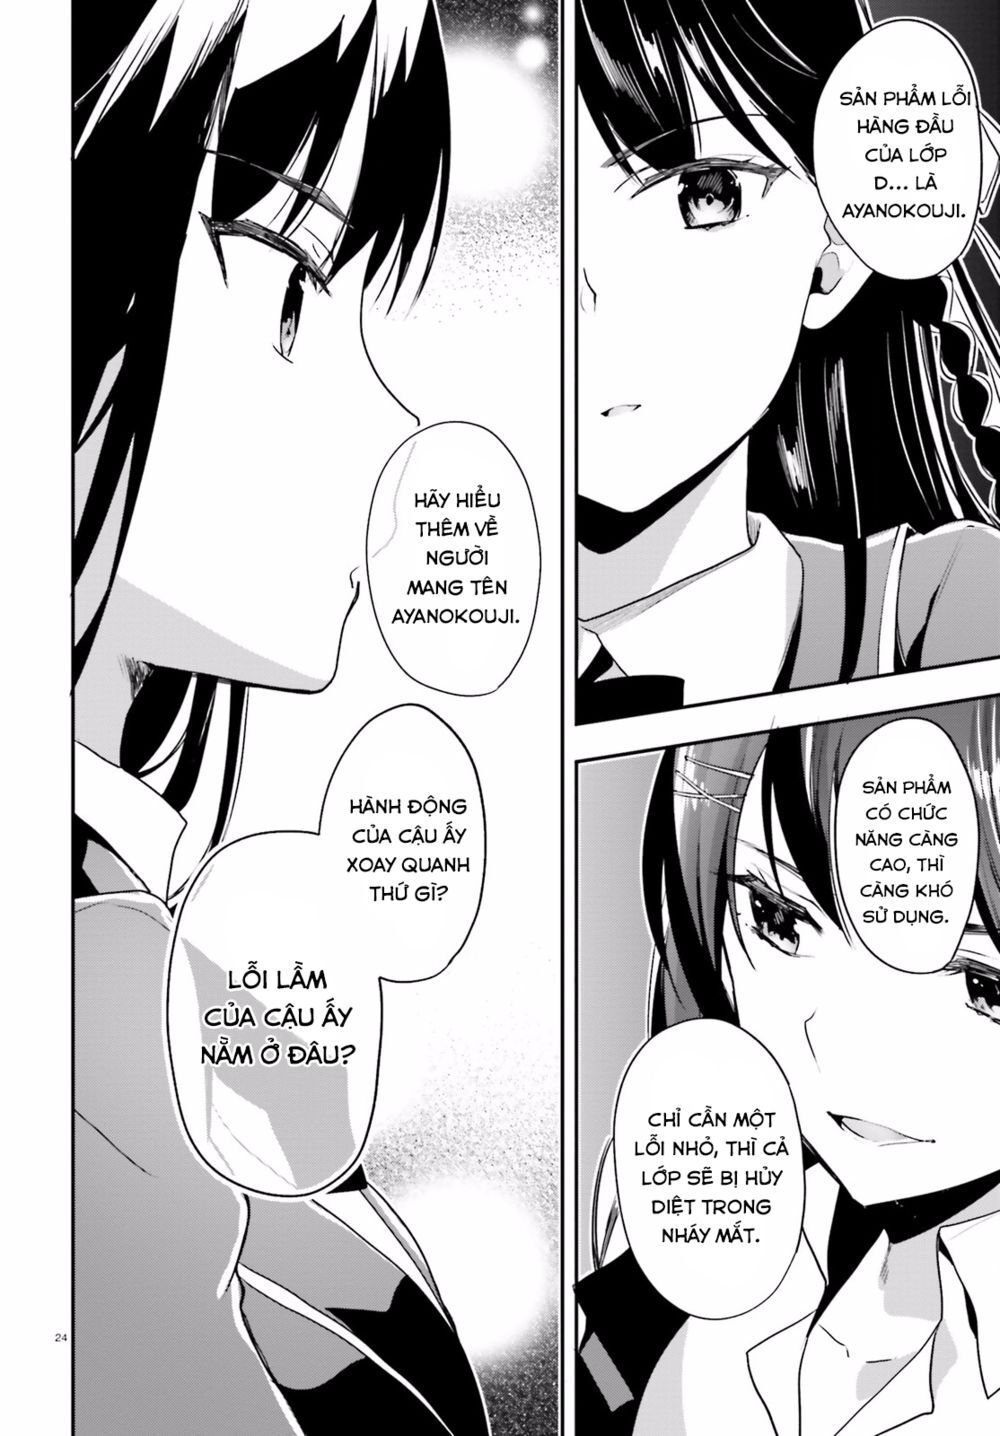 SẢN PHẨM LỖI
HÀNG ĐẦU
CỦA LỚP
D... LÀ
AYANOKOUJI.
SẢN PHẨM
CÓ CHỨC
NĂNG CÀNG
CAO, THÌ
CÀNG KHÓ
SỬ DỤNG.
CHỈ CẦN MỘT
LỖI NHỎ, THÌ CẢ
LỚP SẼ BỊ HỦY
DIỆT TRONG
NHÁY MẮT.
HÃY HIỂU
THÊM VỀ
NGƯỜI
MANG TÊN
AYANOKOUJI.
HÀNH ĐỘNG
CỦA CẬU ẤY
XOAY QUANH
THỨ GÌ?
LỖI LẦM
CỦA CẬU ẤY
NẰM Ở ĐÂU?
24